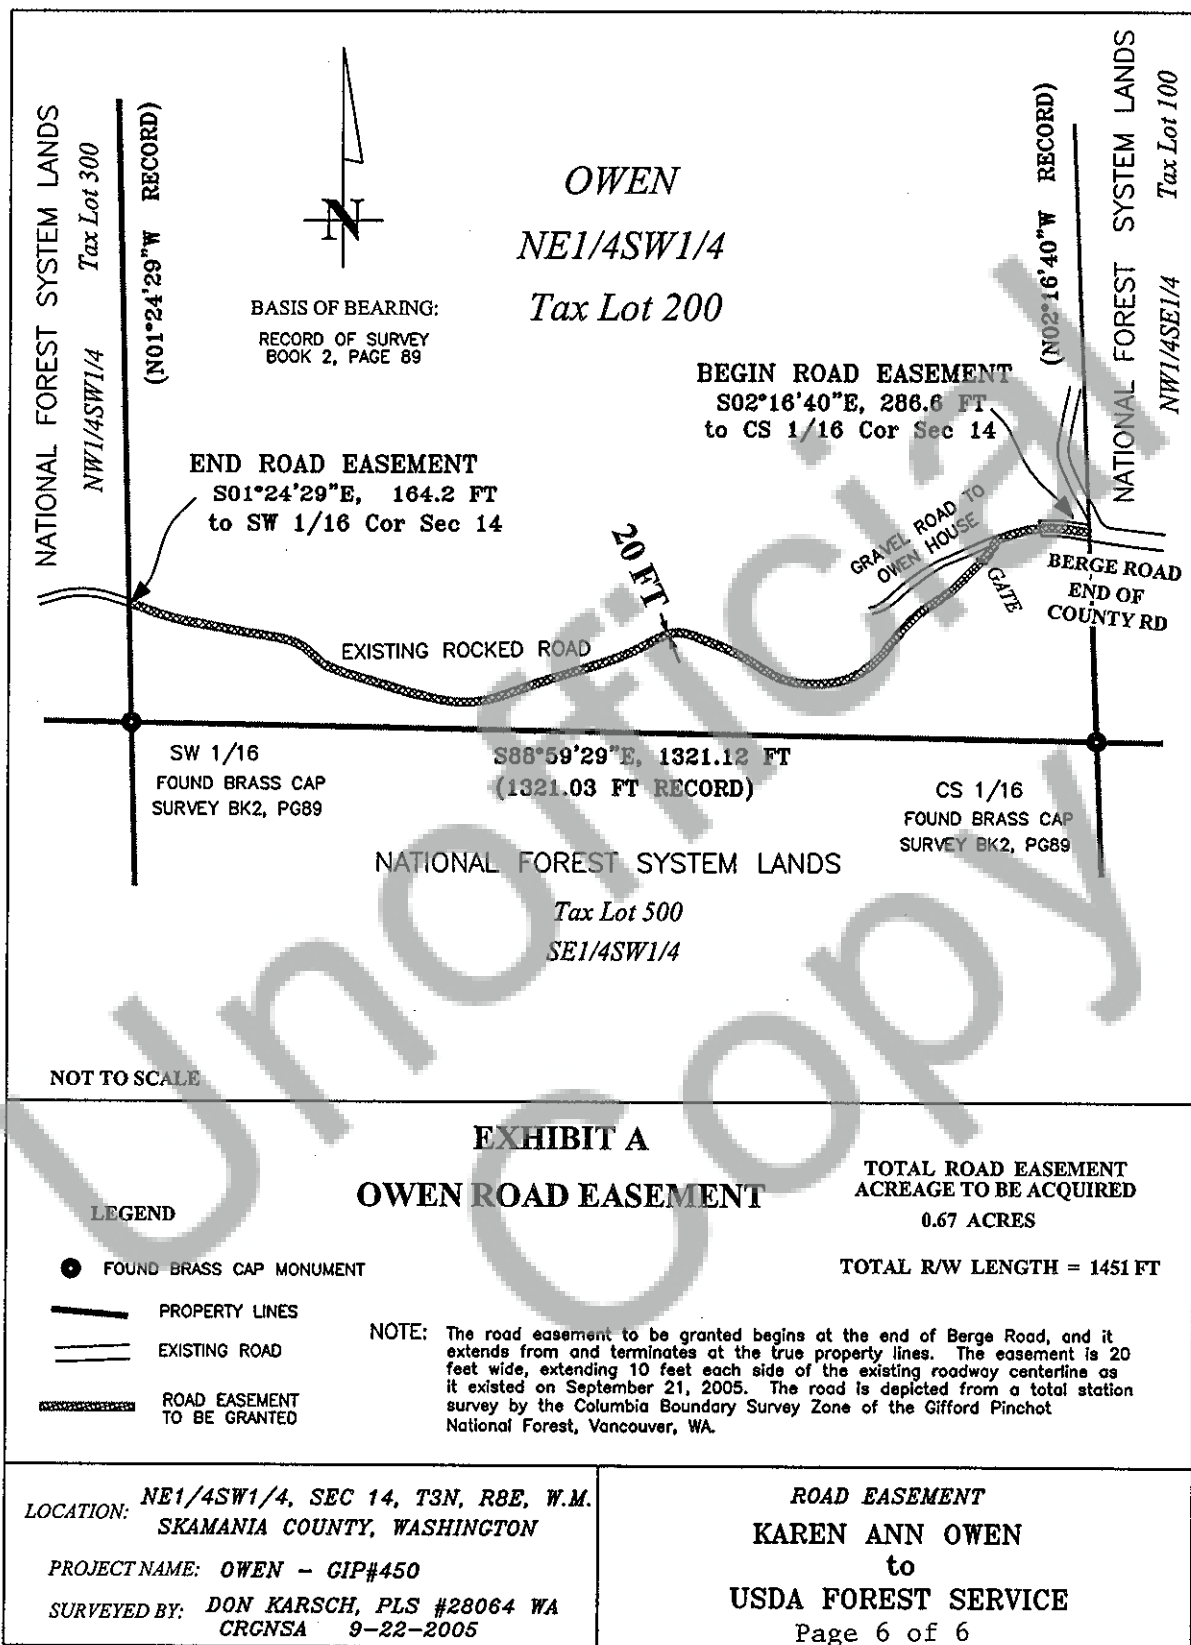 NATIONAL FOREST SYSTEM LANDS
NW1/4SW1/4 Tax Lot 300
(N01°24'29"W RECORD)
N
BASIS OF BEARING:
RECORD OF SURVEY
BOOK 2, PAGE 89
OWEN
NE1/4SW1/4
Tax Lot 200
(N02°16'40"W RECORD)
NATIONAL FOREST SYSTEM LANDS
NW1/4SE1/4 Tax Lot 100
BEGIN ROAD EASEMENT
S02°16'40"E, 286.6 FT
to CS 1/16 Cor Sec 14
END ROAD EASEMENT
S01°24'29"E, 164.2 FT
to SW 1/16 Cor Sec 14
20 FT
GRAVEL ROAD TO
OWEN HOUSE
GATE
BERGE ROAD
END OF
COUNTY RD
EXISTING ROCKED ROAD
SW 1/16
FOUND BRASS CAP
SURVEY BK2, PG89
S88°59'29"E, 1321.12 FT
(1321.03 FT RECORD)
CS 1/16
FOUND BRASS CAP
SURVEY BK2, PG89
NATIONAL FOREST SYSTEM LANDS
Tax Lot 500
SE1/4SW1/4
NOT TO SCALE
Unofficial
Copy
EXHIBIT A
OWEN ROAD EASEMENT
TOTAL ROAD EASEMENT
ACREAGE TO BE ACQUIRED
0.67 ACRES
TOTAL R/W LENGTH = 1451 FT
LEGEND
FOUND BRASS CAP MONUMENT
PROPERTY LINES
EXISTING ROAD
ROAD EASEMENT
TO BE GRANTED
NOTE: The road easement to be granted begins at the end of Berge Road, and it
extends from and terminates at the true property lines. The easement is 20
feet wide, extending 10 feet each side of the existing roadway centerline as
it existed on September 21, 2005. The road is depicted from a total station
survey by the Columbia Boundary Survey Zone of the Gifford Pinchot
National Forest, Vancouver, WA.
LOCATION: NE1/4SW1/4, SEC 14, T3N, R8E, W.M.
SKAMANIA COUNTY, WASHINGTON
PROJECT NAME: OWEN - GIP#450
SURVEYED BY: DON KARSCH, PLS #28064 WA
CRGNSA 9-22-2005
ROAD EASEMENT
KAREN ANN OWEN
to
USDA FOREST SERVICE
Page 6 of 6